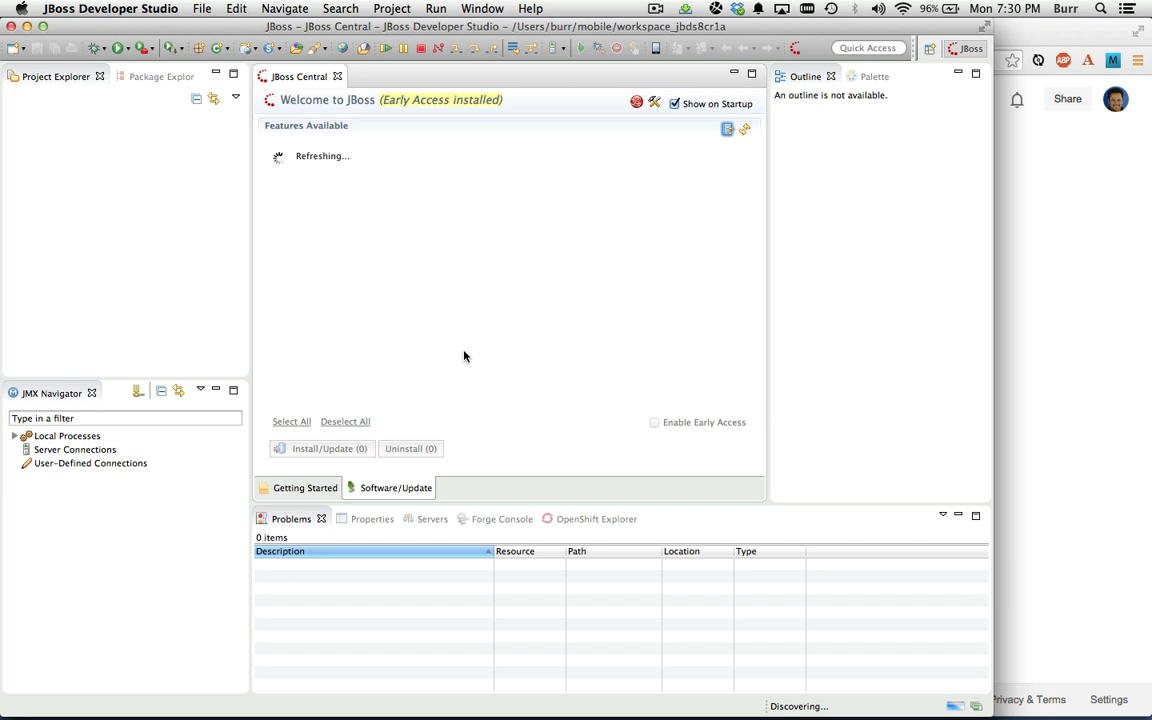 JBoss Developer Studio File Edit Navigate Search Project Run Window Help 96% Mon 7:30 PM Burr
JBoss – JBoss Central – JBoss Developer Studio – /Users/burr/mobile/workspace_jbds8cr1a
Quick Access JBoss
ABP A M
Project Explorer Package Explor
JBoss Central
Outline Palette
An outline is not available.
Welcome to JBoss (Early Access installed)
Show on Startup
Share
Features Available
Refreshing...
Select All Deselect All
Enable Early Access
Install/Update (0) Uninstall (0)
Getting Started Software/Update
JMX Navigator
Type in a filter
Local Processes
Server Connections
User-Defined Connections
Problems Properties Servers Forge Console OpenShift Explorer
0 items
Description Resource Path Location Type
Discovering...
rivacy & Terms Settings